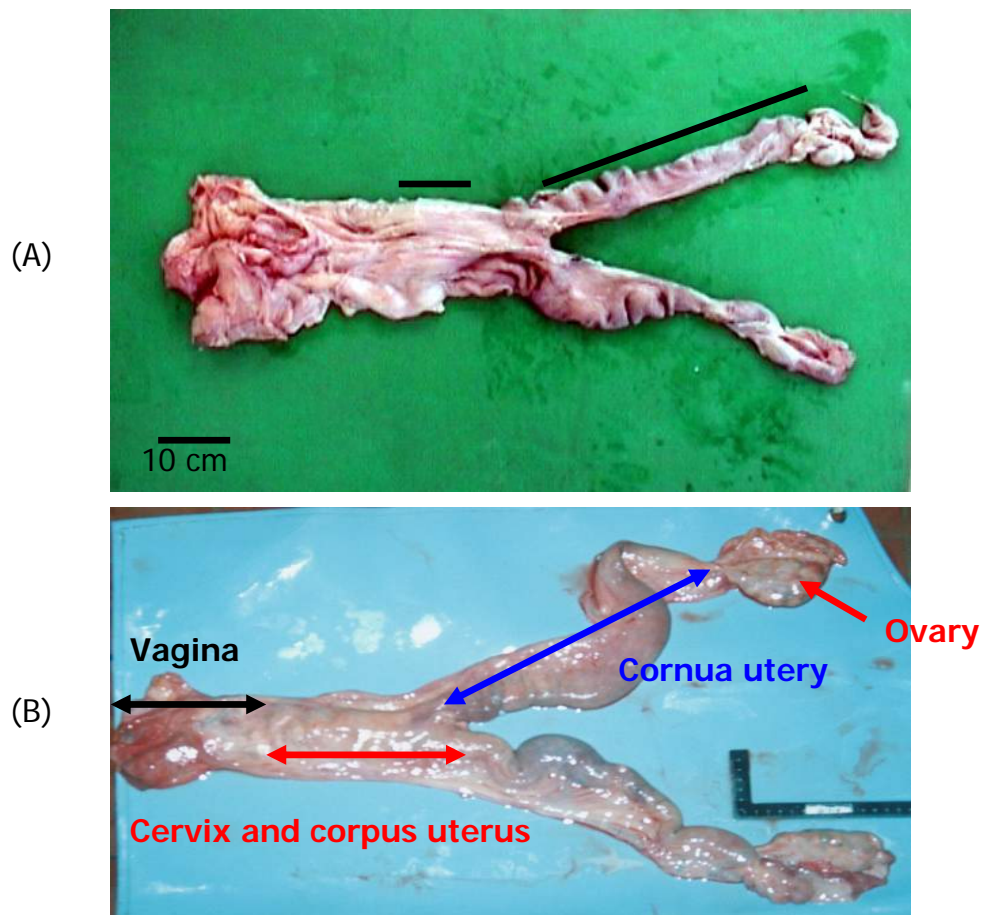 (A)
10 cm
(B)
Vagina
Ovary
Cornua utery
Cervix and corpus uterus